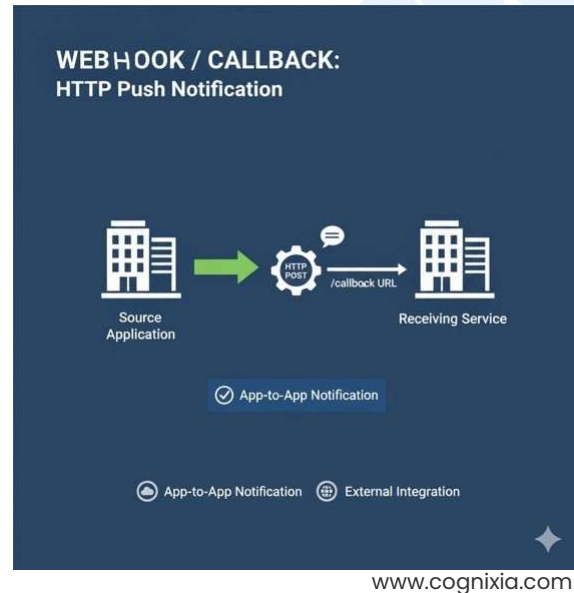 WEBHOOK / CALLBACK:
HTTP Push Notification
HTTP
POST
/callback URL
Source
Application
Receiving Service
App-to-App Notification
App-to-App Notification
External Integration
www.cognixia.com